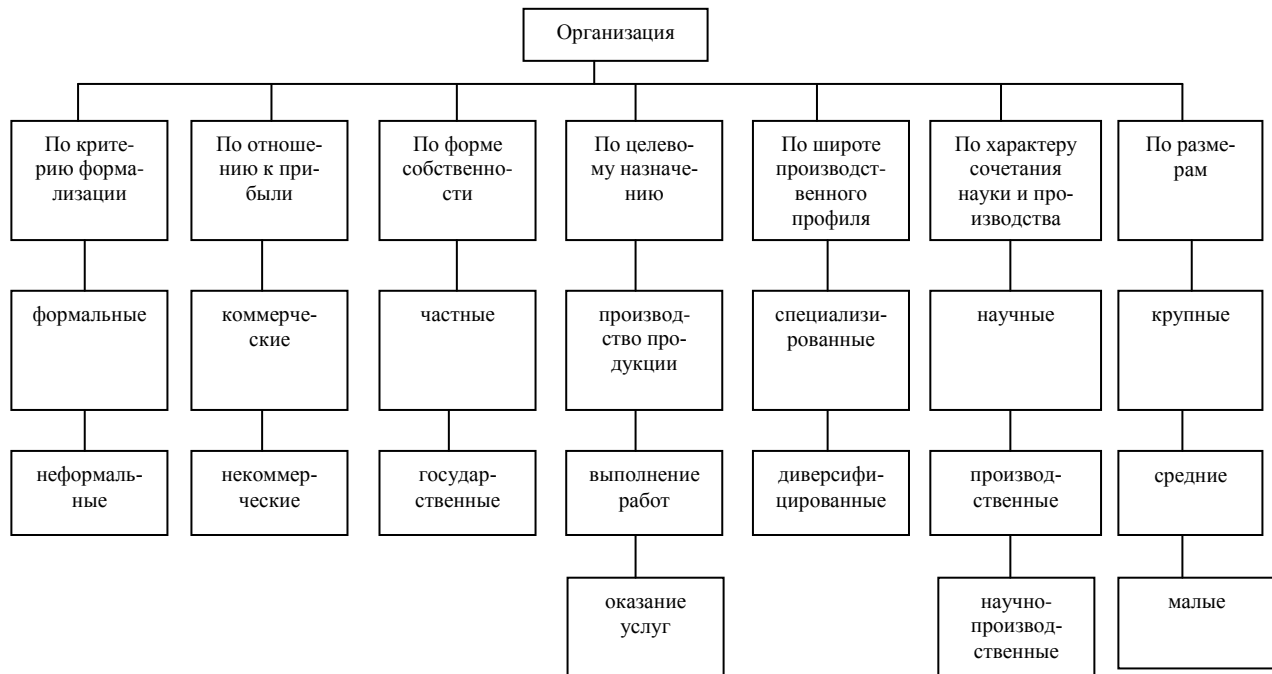 Организация
По крите-
рию форма-
лизации
По отноше-
нию к при-
были
По форме
собственно-
сти
По целево-
му назначе-
нию
По широте
производст-
венного
профиля
По характеру
сочетания
науки и про-
изводства
По разме-
рам
формальные
коммерче-
ские
частные
производ-
ство про-
дукции
специализи-
рованные
научные
крупные
неформаль-
ные
некоммер-
ческие
государ-
ственные
выполнение
работ
диверсифи-
цированные
производ-
ственные
средние
оказание
услуг
научно-
производ-
ственные
малые